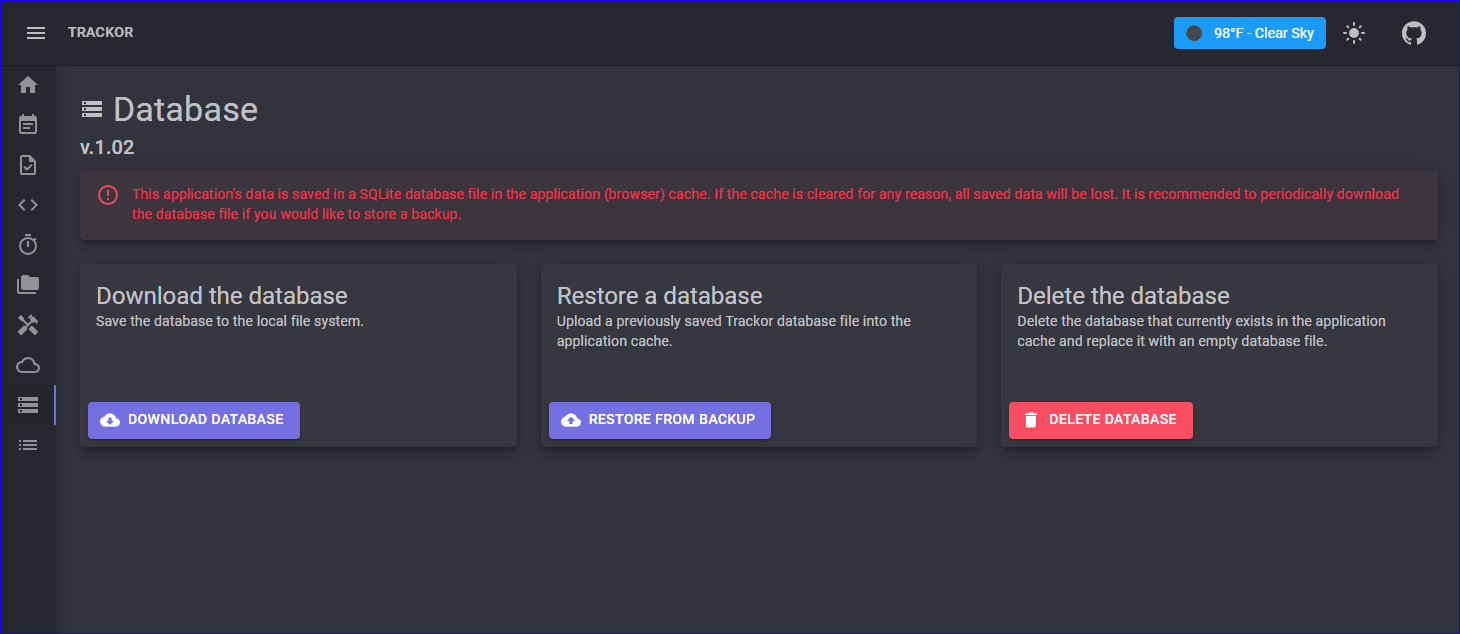 TRACKOR
98°F - Clear Sky
Database
v.1.02
This application's data is saved in a SQLite database file in the application (browser) cache. If the cache is cleared for any reason, all saved data will be lost. It is recommended to periodically download
the database file if you would like to store a backup.
Download the database
Save the database to the local file system.
DOWNLOAD DATABASE
Restore a database
Upload a previously saved Trackor database file into the
application cache.
RESTORE FROM BACKUP
Delete the database
Delete the database that currently exists in the application
cache and replace it with an empty database file.
DELETE DATABASE